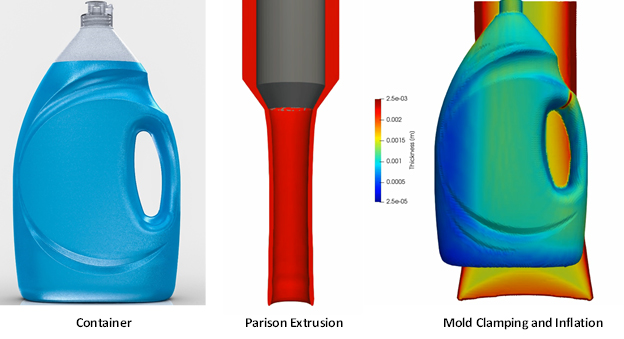 2.5e-03
0.002
0.0015
0.001
0.0005
2.5e-05
Thickness (m)
Container
Parison Extrusion
Mold Clamping and Inflation